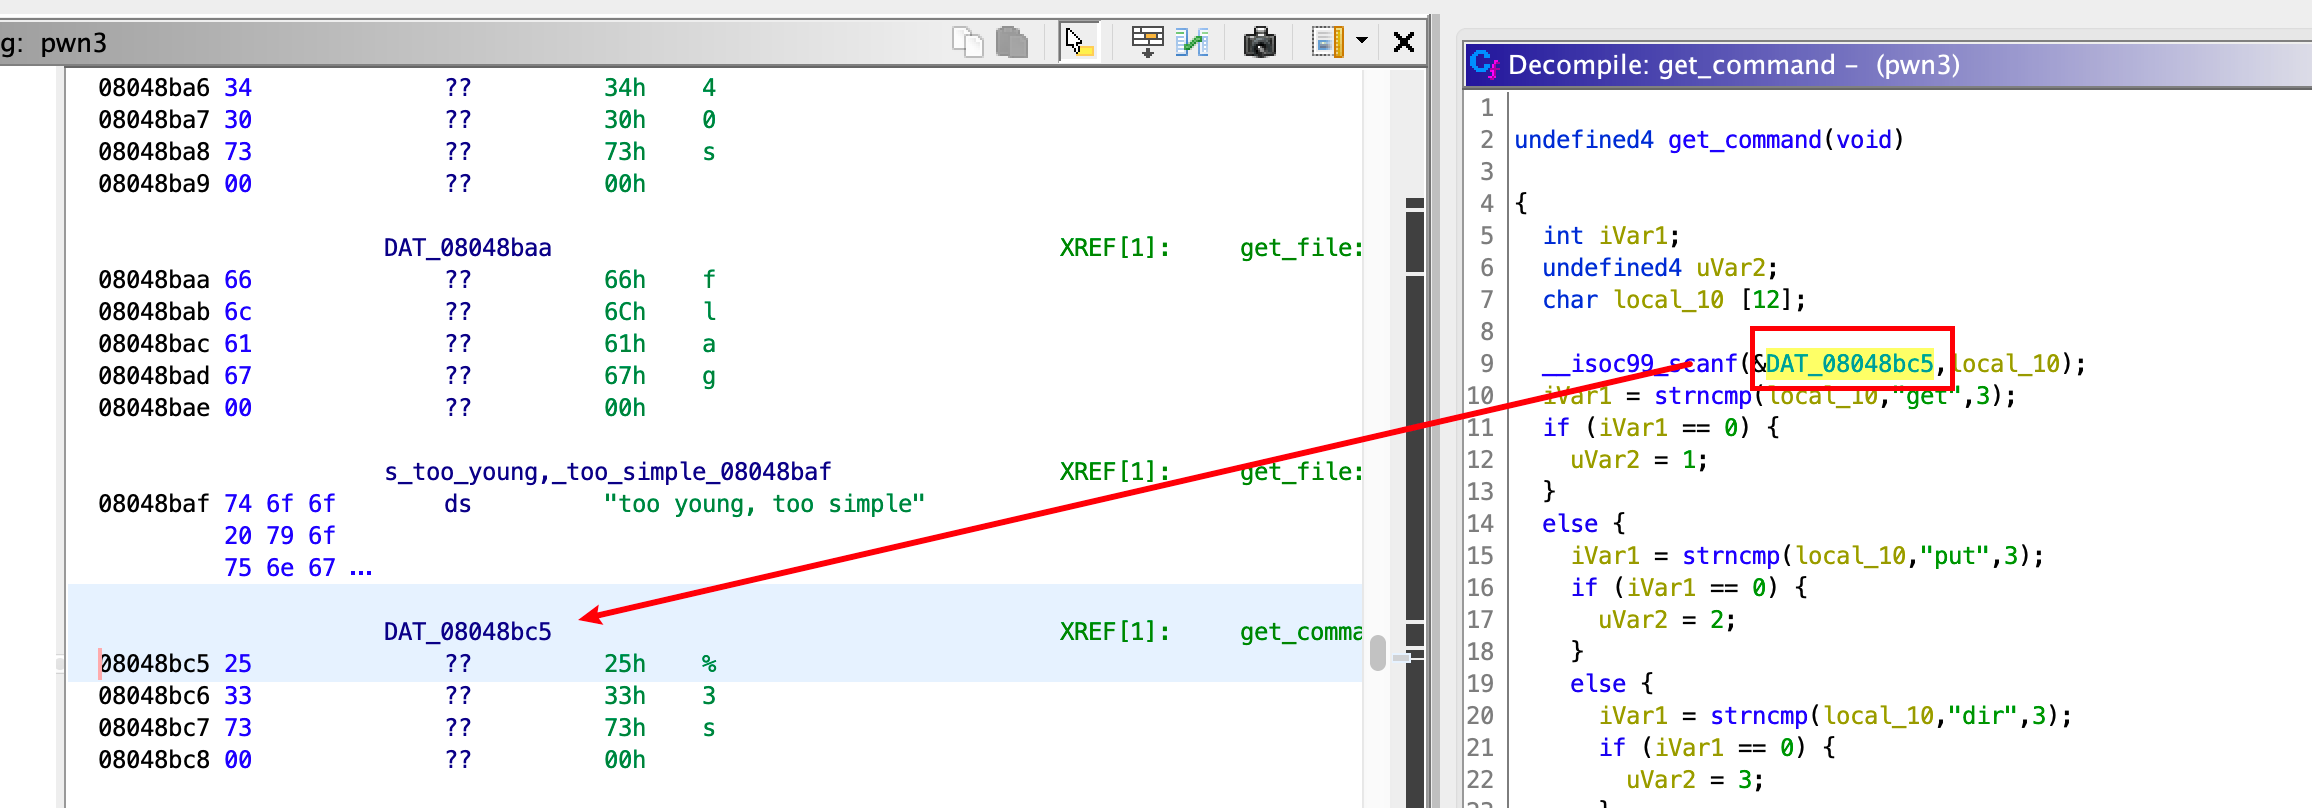 g: pwn3
08048ba6 34 ?? 34h 4
08048ba7 30 ?? 30h 0
08048ba8 73 ?? 73h s
08048ba9 00 ?? 00h
DAT_08048baa XREF[1]: get_file:
08048baa 66 ?? 66h f
08048bab 6c ?? 6Ch l
08048bac 61 ?? 61h a
08048bad 67 ?? 67h g
08048bae 00 ?? 00h
s_too_young,_too_simple_08048baf XREF[1]: get_file:
08048baf 74 6f 6f ds "too young, too simple"
20 79 6f
75 6e 67 ...
DAT_08048bc5 XREF[1]: get_comma
08048bc5 25 ?? 25h %
08048bc6 33 ?? 33h 3
08048bc7 73 ?? 73h s
08048bc8 00 ?? 00h
Decompile: get_command – (pwn3)
1
2 undefined4 get_command(void)
3
4 {
5 int iVar1;
6 undefined4 uVar2;
7 char local_10 [12];
8
9 __isoc99_scanf(&DAT_08048bc5,local_10);
10 iVar1 = strncmp(local_10,"get",3);
11 if (iVar1 == 0) {
12 uVar2 = 1;
13 }
14 else {
15 iVar1 = strncmp(local_10,"put",3);
16 if (iVar1 == 0) {
17 uVar2 = 2;
18 }
19 else {
20 iVar1 = strncmp(local_10,"dir",3);
21 if (iVar1 == 0) {
22 uVar2 = 3;